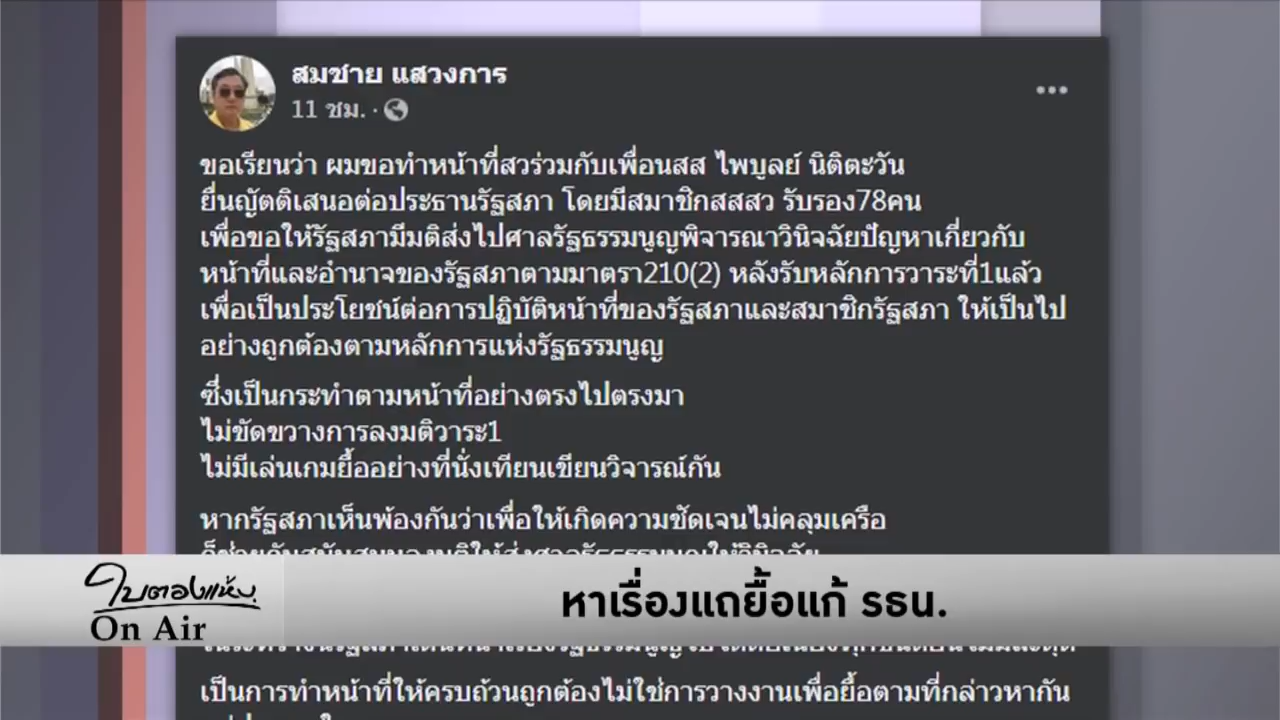 สมชาย แสวงการ
11 ชม.
ขอเรียนว่า ผมขอทำหน้าที่สวร่วมกับเพื่อนสส ไพบูลย์ นิติตะวัน
ยื่นญัตติเสนอต่อประธานรัฐสภา โดยมีสมาชิกสสสว รับรอง78คน
เพื่อขอให้รัฐสภามีมติส่งไปศาลรัฐธรรมนูญพิจารณาวินิจฉัยปัญหาเกี่ยวกับ
หน้าที่และอำนาจของรัฐสภาตามมาตรา210(2) หลังรับหลักการวาระที่1แล้ว
เพื่อเป็นประโยชน์ต่อการปฏิบัติหน้าที่ของรัฐสภาและสมาชิกรัฐสภา ให้เป็นไป
อย่างถูกต้องตามหลักการแห่งรัฐธรรมนูญ
ซึ่งเป็นกระทำตามหน้าที่อย่างตรงไปตรงมา
ไม่ขัดขวางการลงมติวาระ1
ไม่มีเล่นเกมยื้ออย่างที่นั่งเทียนเขียนวิจารณ์กัน
หากรัฐสภาเห็นพ้องกันว่าเพื่อให้เกิดความชัดเจนไม่คลุมเครือ
ใบตองแห้ง
On Air
หาเรื่องแถยื้อแก้ รธน.
เป็นการทำหน้าที่ให้ครบถ้วนถูกต้องไม่ใช่การวางงานเพื่อยื้อตามที่กล่าวหากัน